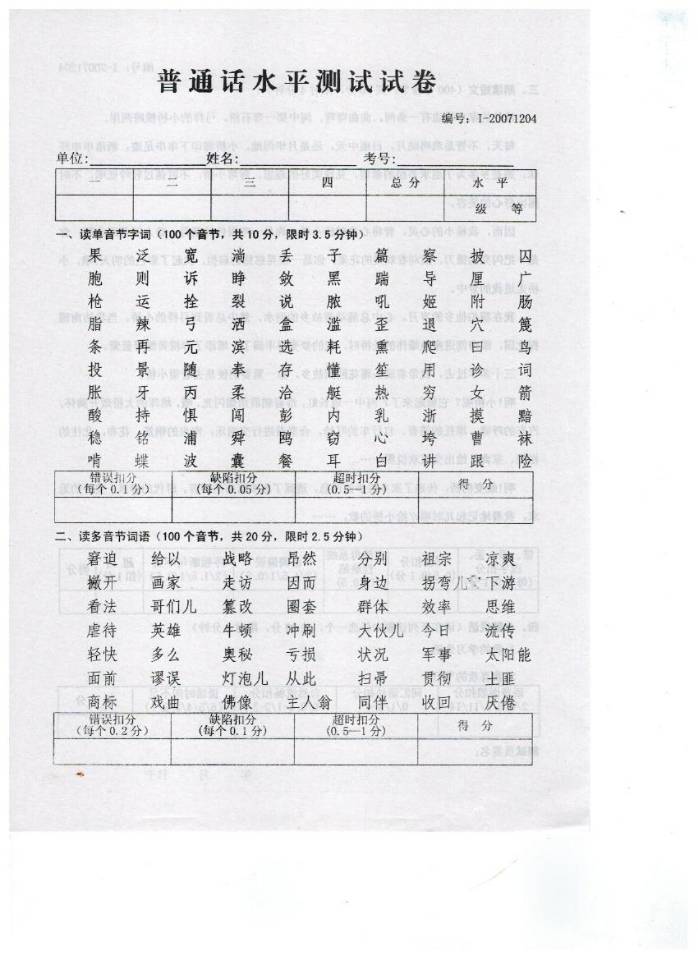 普通话水平测试试卷
编号：I-20071204
单位： 姓名： 考号：
一 二 三 四 总分 水平
级 等
一、读单音节字词（100个音节，共10分，限时3.5分钟）
果 泛 宽 淌 丢 子 篇 察 披 囚
胞 则 诉 睁 敛 黑 踹 导 厘 广
枪 运 拴 裂 说 脓 吼 姬 附 肠
脂 辣 弓 洒 盒 滥 歪 退 穴 篾
条 再 元 滨 选 耗 熏 爬 曰 鸟
投 景 随 奉 存 懂 笙 用 诊 词
胀 牙 丙 柔 洽 艇 热 穷 女 箭
酸 持 惧 闯 彭 内 乳 浙 摸 黯
稳 铭 浦 舜 鸥 窃 心 垮 曹 袜
啃 蝶 波 囊 餐 耳 白 讲 跟 险
错误扣分 缺陷扣分 超时扣分 得 分
（每个0.1分） (每个0.05分) (0.5—1分)
二、读多音节词语（100个音节，共20分，限时2.5分钟）
窘迫 给以 战略 昂然 分别 祖宗 凉爽
撇开 画家 走访 因而 身边 拐弯儿 下游
看法 哥们儿 篡改 圈套 群体 效率 思维
虐待 英雄 牛顿 冲刷 大伙儿 今日 流传
轻快 多么 奥秘 亏损 状况 军事 太阳能
面前 谬误 灯泡儿 从此 扫帚 贯彻 土匪
商标 戏曲 佛像 主人翁 同伴 收回 厌倦
错误扣分 缺陷扣分 超时扣分 得 分
（每个0.2分） (每个0.1分) (0.5—1分)